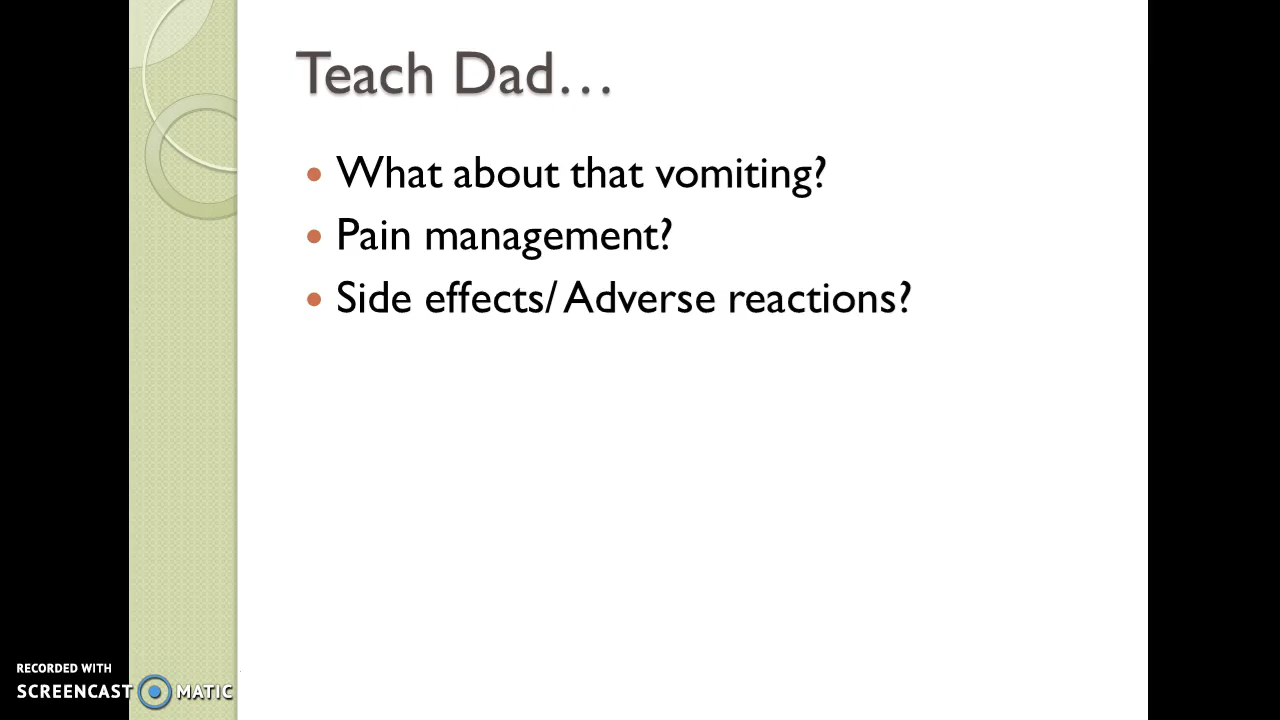 Teach Dad…
• What about that vomiting?
• Pain management?
• Side effects/ Adverse reactions?
RECORDED WITH
SCREENCAST MATIC